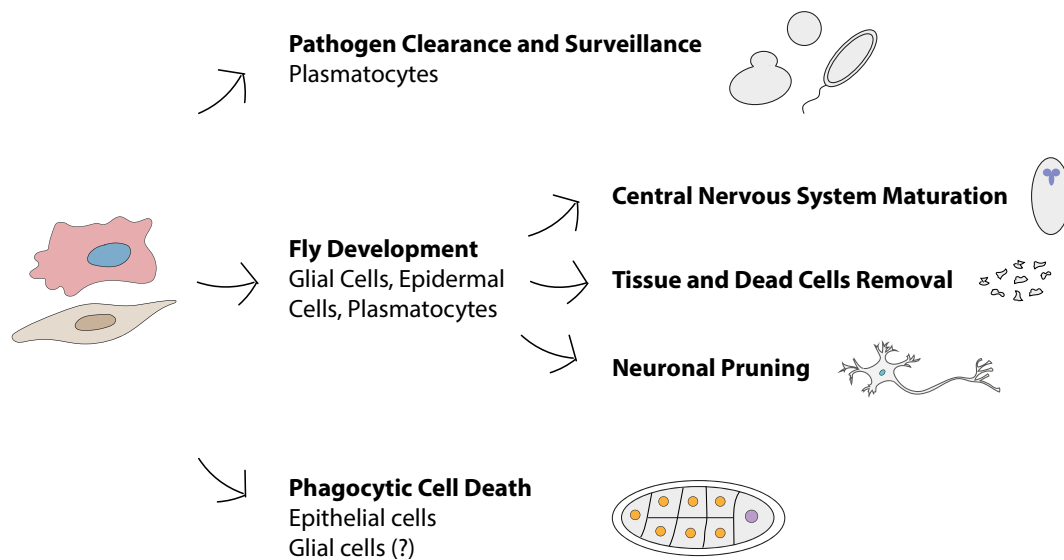 Pathogen Clearance and Surveillance
Plasmatocytes
Fly Development
Glial Cells, Epidermal
Cells, Plasmatocytes
Central Nervous System Maturation
Tissue and Dead Cells Removal
Neuronal Pruning
Phagocytic Cell Death
Epithelial cells
Glial cells (?)